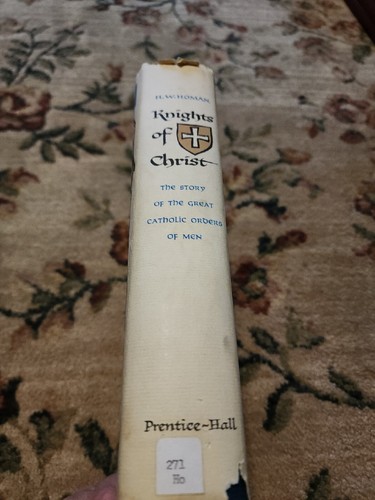 H.W. HOMAN
Knights
of
Christ
the story
of the great
catholic orders
of men
Prentice-Hall
271
Ho